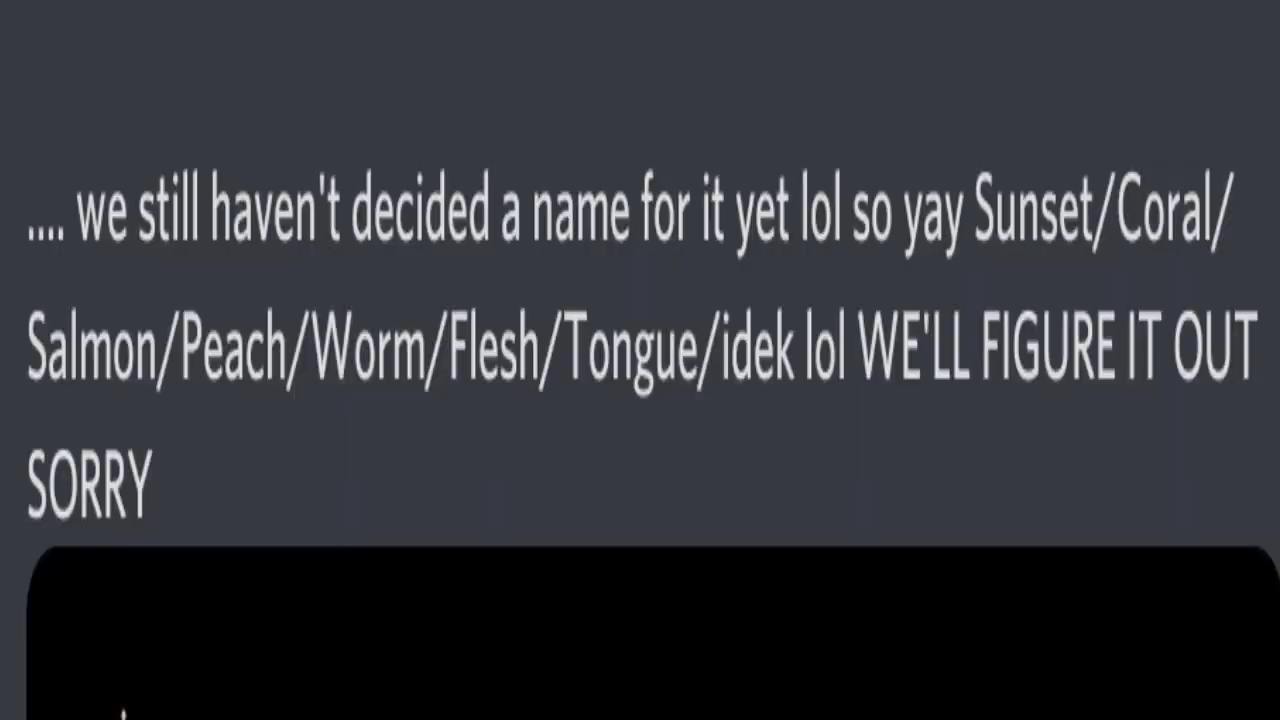 .... we still haven't decided a name for it yet lol so yay Sunset/Coral/
Salmon/Peach/Worm/Flesh/Tongue/idek lol WE'LL FIGURE IT OUT
SORRY